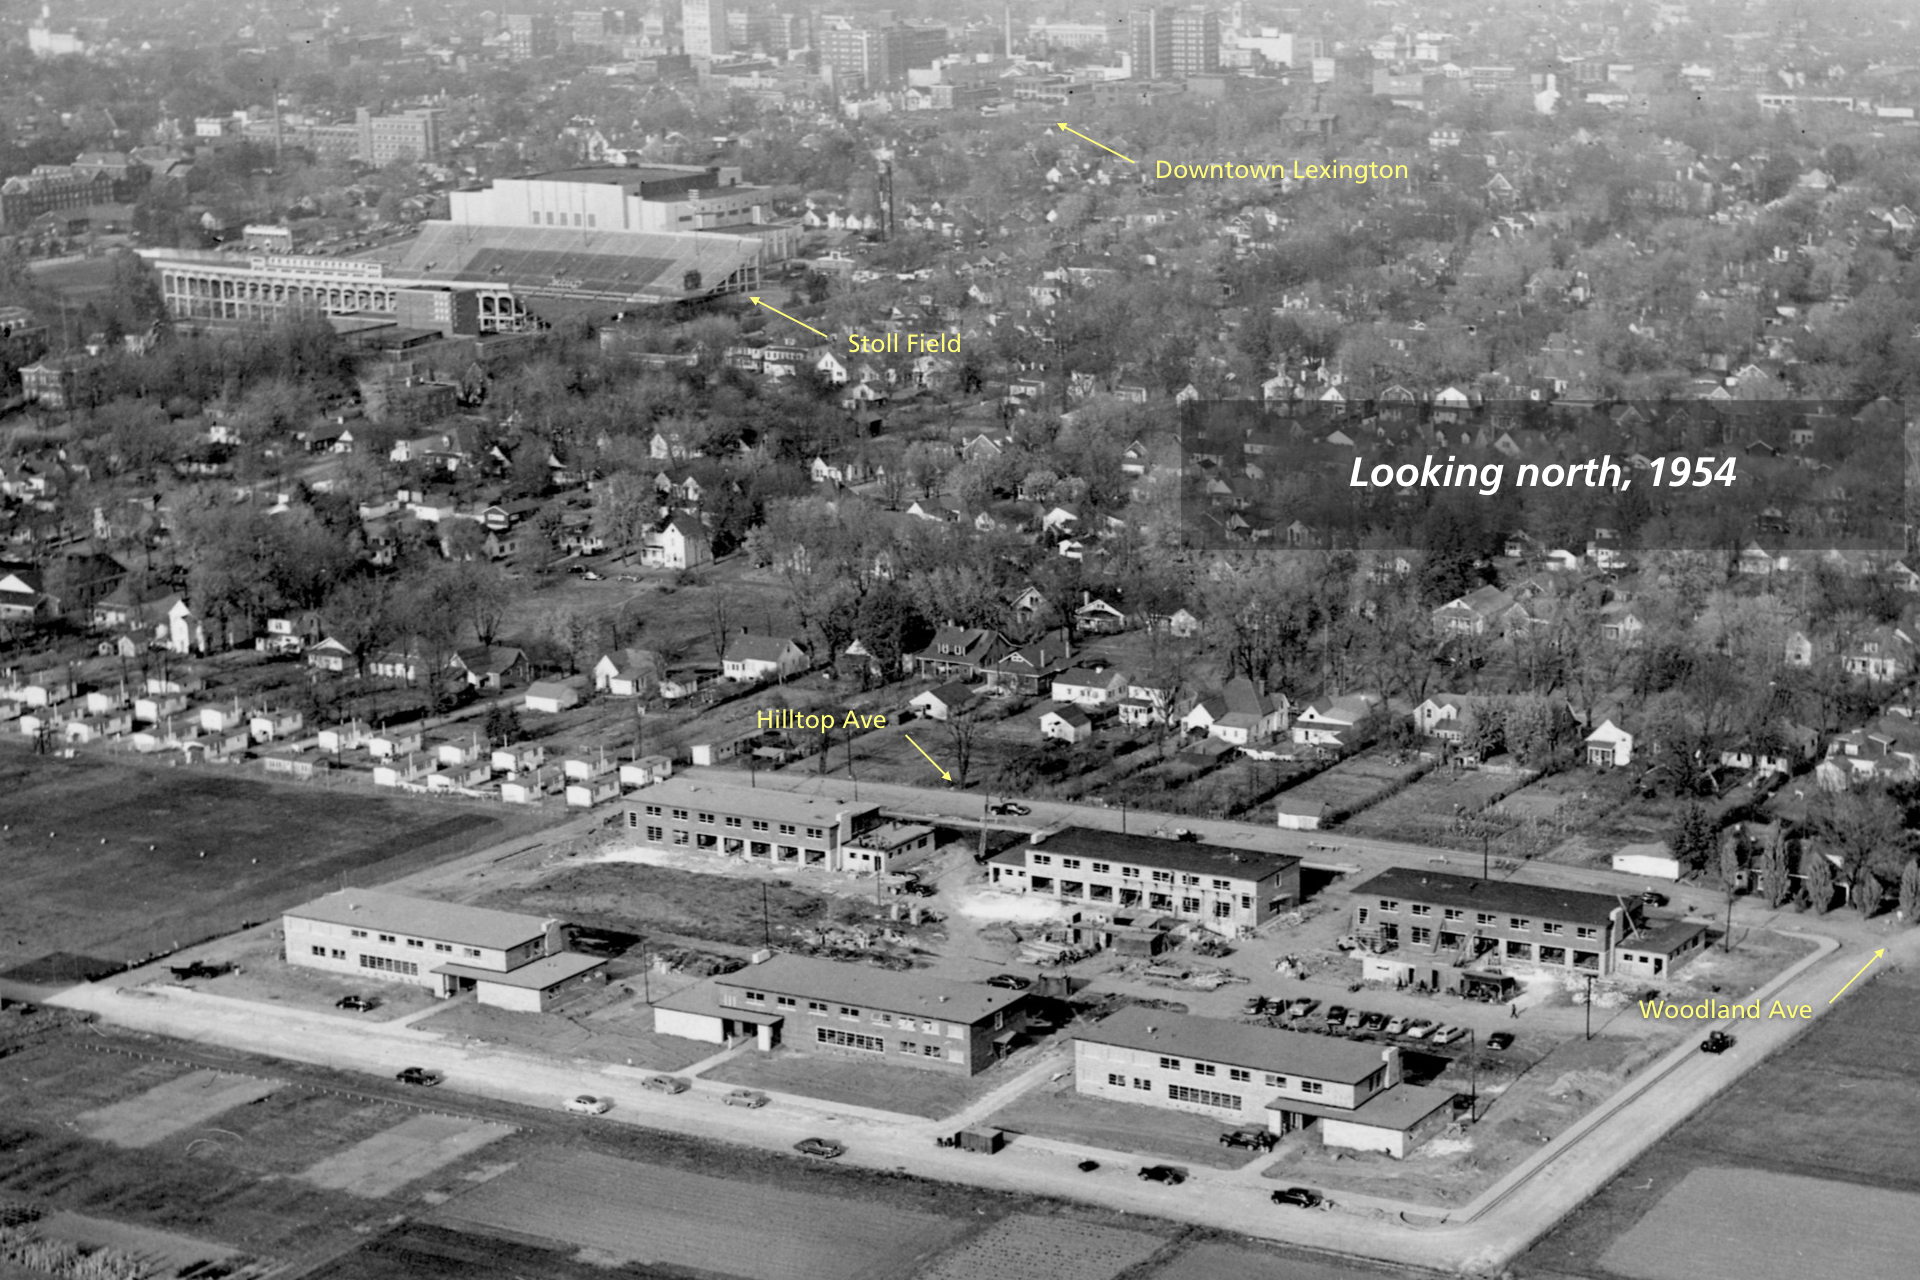 Downtown Lexington
Stoll Field
Looking north, 1954
Hilltop Ave
Woodland Ave